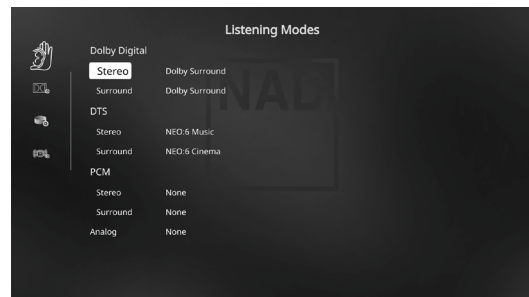 Listening Modes
Dolby Digital
Stereo Dolby Surround
Surround Dolby Surround
NAD
DTS
Stereo NEO:6 Music
Surround NEO:6 Cinema
PCM
Stereo None
Surround None
Analog None